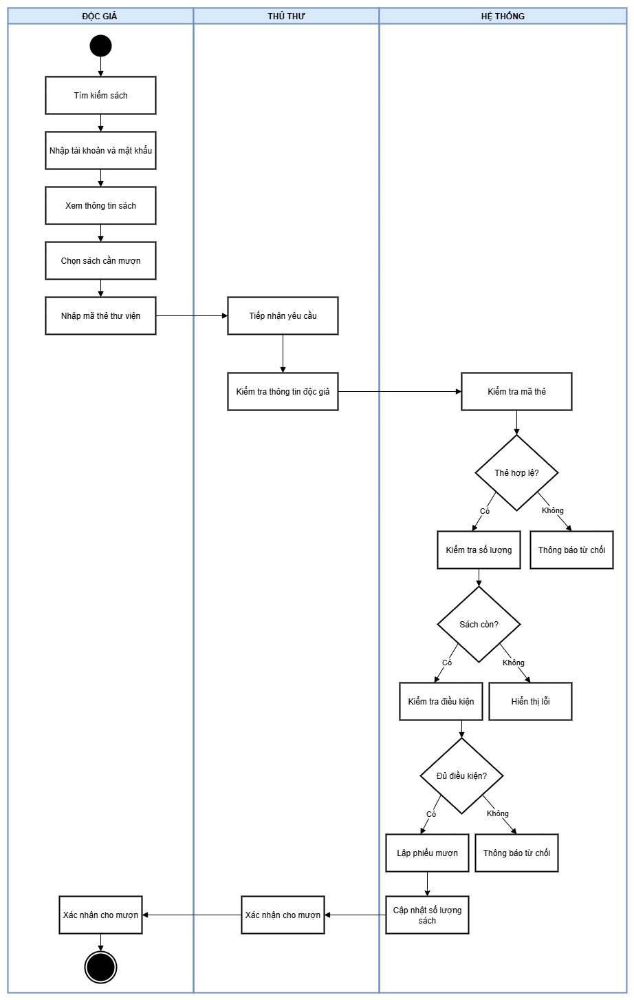 ĐỘC GIẢ
THỦ THƯ
HỆ THỐNG
Tìm kiếm sách
Nhập tài khoản và mật khẩu
Xem thông tin sách
Chọn sách cần mượn
Nhập mã thẻ thư viện
Tiếp nhận yêu cầu
Kiểm tra thông tin độc giả
Kiểm tra mã thẻ
Thẻ hợp lệ?
Có
Không
Kiểm tra số lượng
Thông báo từ chối
Sách còn?
Có
Không
Kiểm tra điều kiện
Hiển thị lỗi
Đủ điều kiện?
Có
Không
Lập phiếu mượn
Thông báo từ chối
Xác nhận cho mượn
Xác nhận cho mượn
Cập nhật số lượng
sách